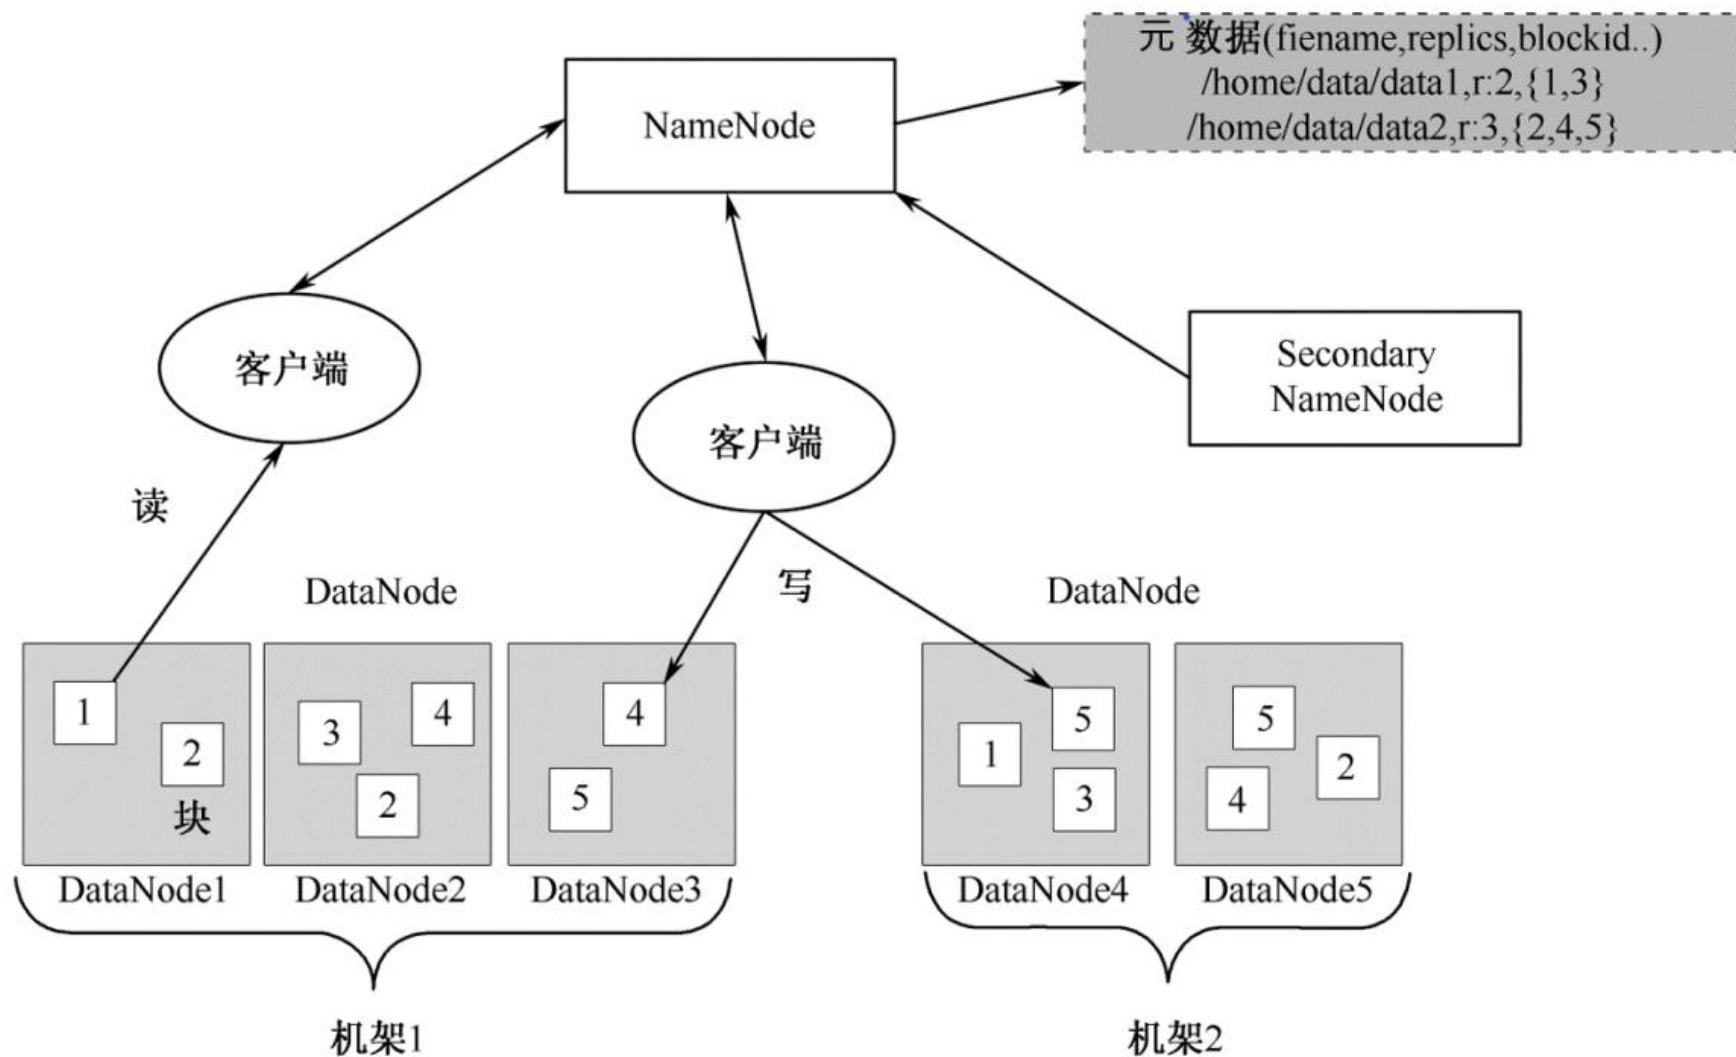 元 数据(fiename,replics,blockid..)
/home/data/data1,r:2,{1,3}
/home/data/data2,r:3,{2,4,5}
NameNode
Secondary
NameNode
客户端
客户端
读
写
DataNode
DataNode
1
2
块
3
4
2
4
5
1
5
3
5
2
4
DataNode1
DataNode2
DataNode3
DataNode4
DataNode5
机架1
机架2